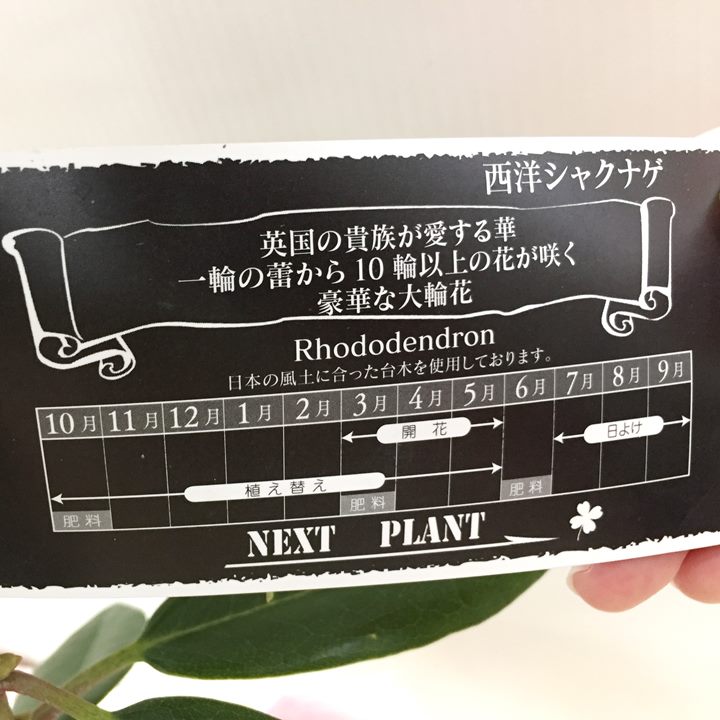 西洋シャクナゲ
英国の貴族が愛する華
一輪の蕾から10輪以上の花が咲く
豪華な大輪花
Rhododendron
日本の風土に合った台木を使用しております。
10月 11月 12月 1月 2月 3月 4月 5月 6月 7月 8月 9月
開花 日よけ
植え替え
肥料 肥料 肥料
NEXT PLANT